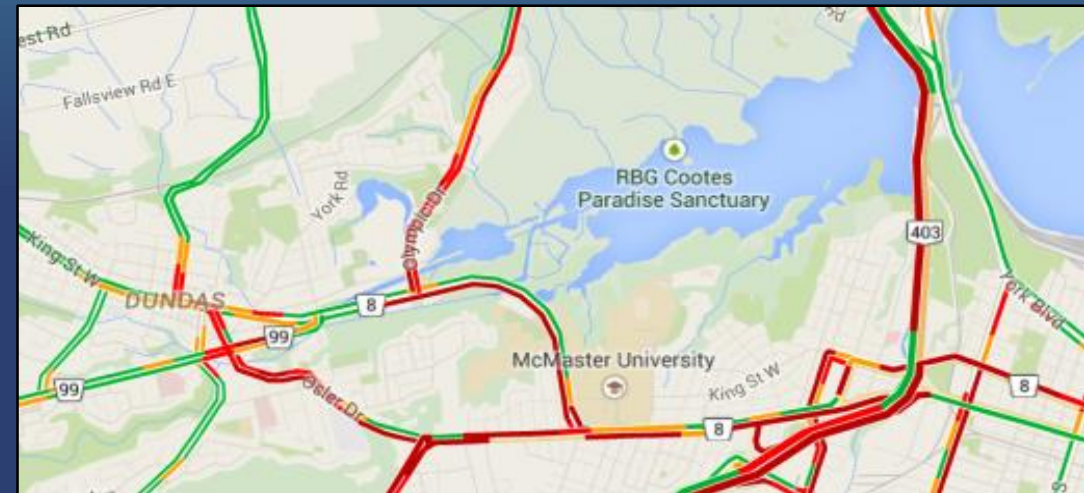 est Rd
Rd
Fallsview Rd E
RBG Cootes
Paradise Sanctuary
York Rd
Olympic Dr
403
King St W
DUNDAS
8
York Blvd
99
McMaster University
99
King St W
8
Osler Dr
8
S